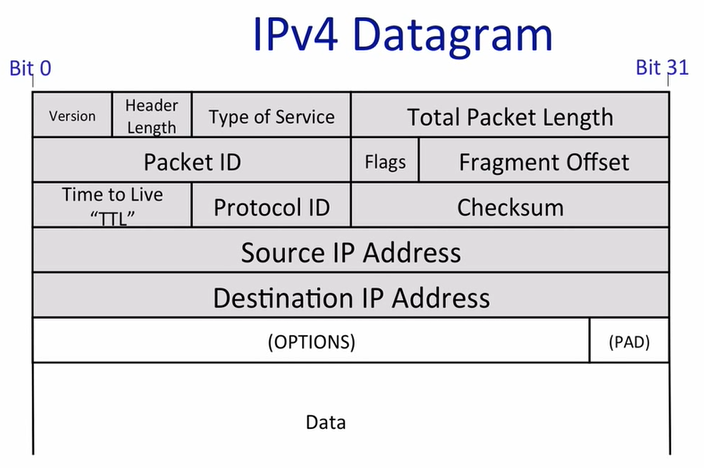 IPv4 Datagram
Bit 0
Bit 31
Version
Header
Length
Type of Service
Total Packet Length
Packet ID
Flags
Fragment Offset
Time to Live
“TTL”
Protocol ID
Checksum
Source IP Address
Destination IP Address
(OPTIONS)
(PAD)
Data